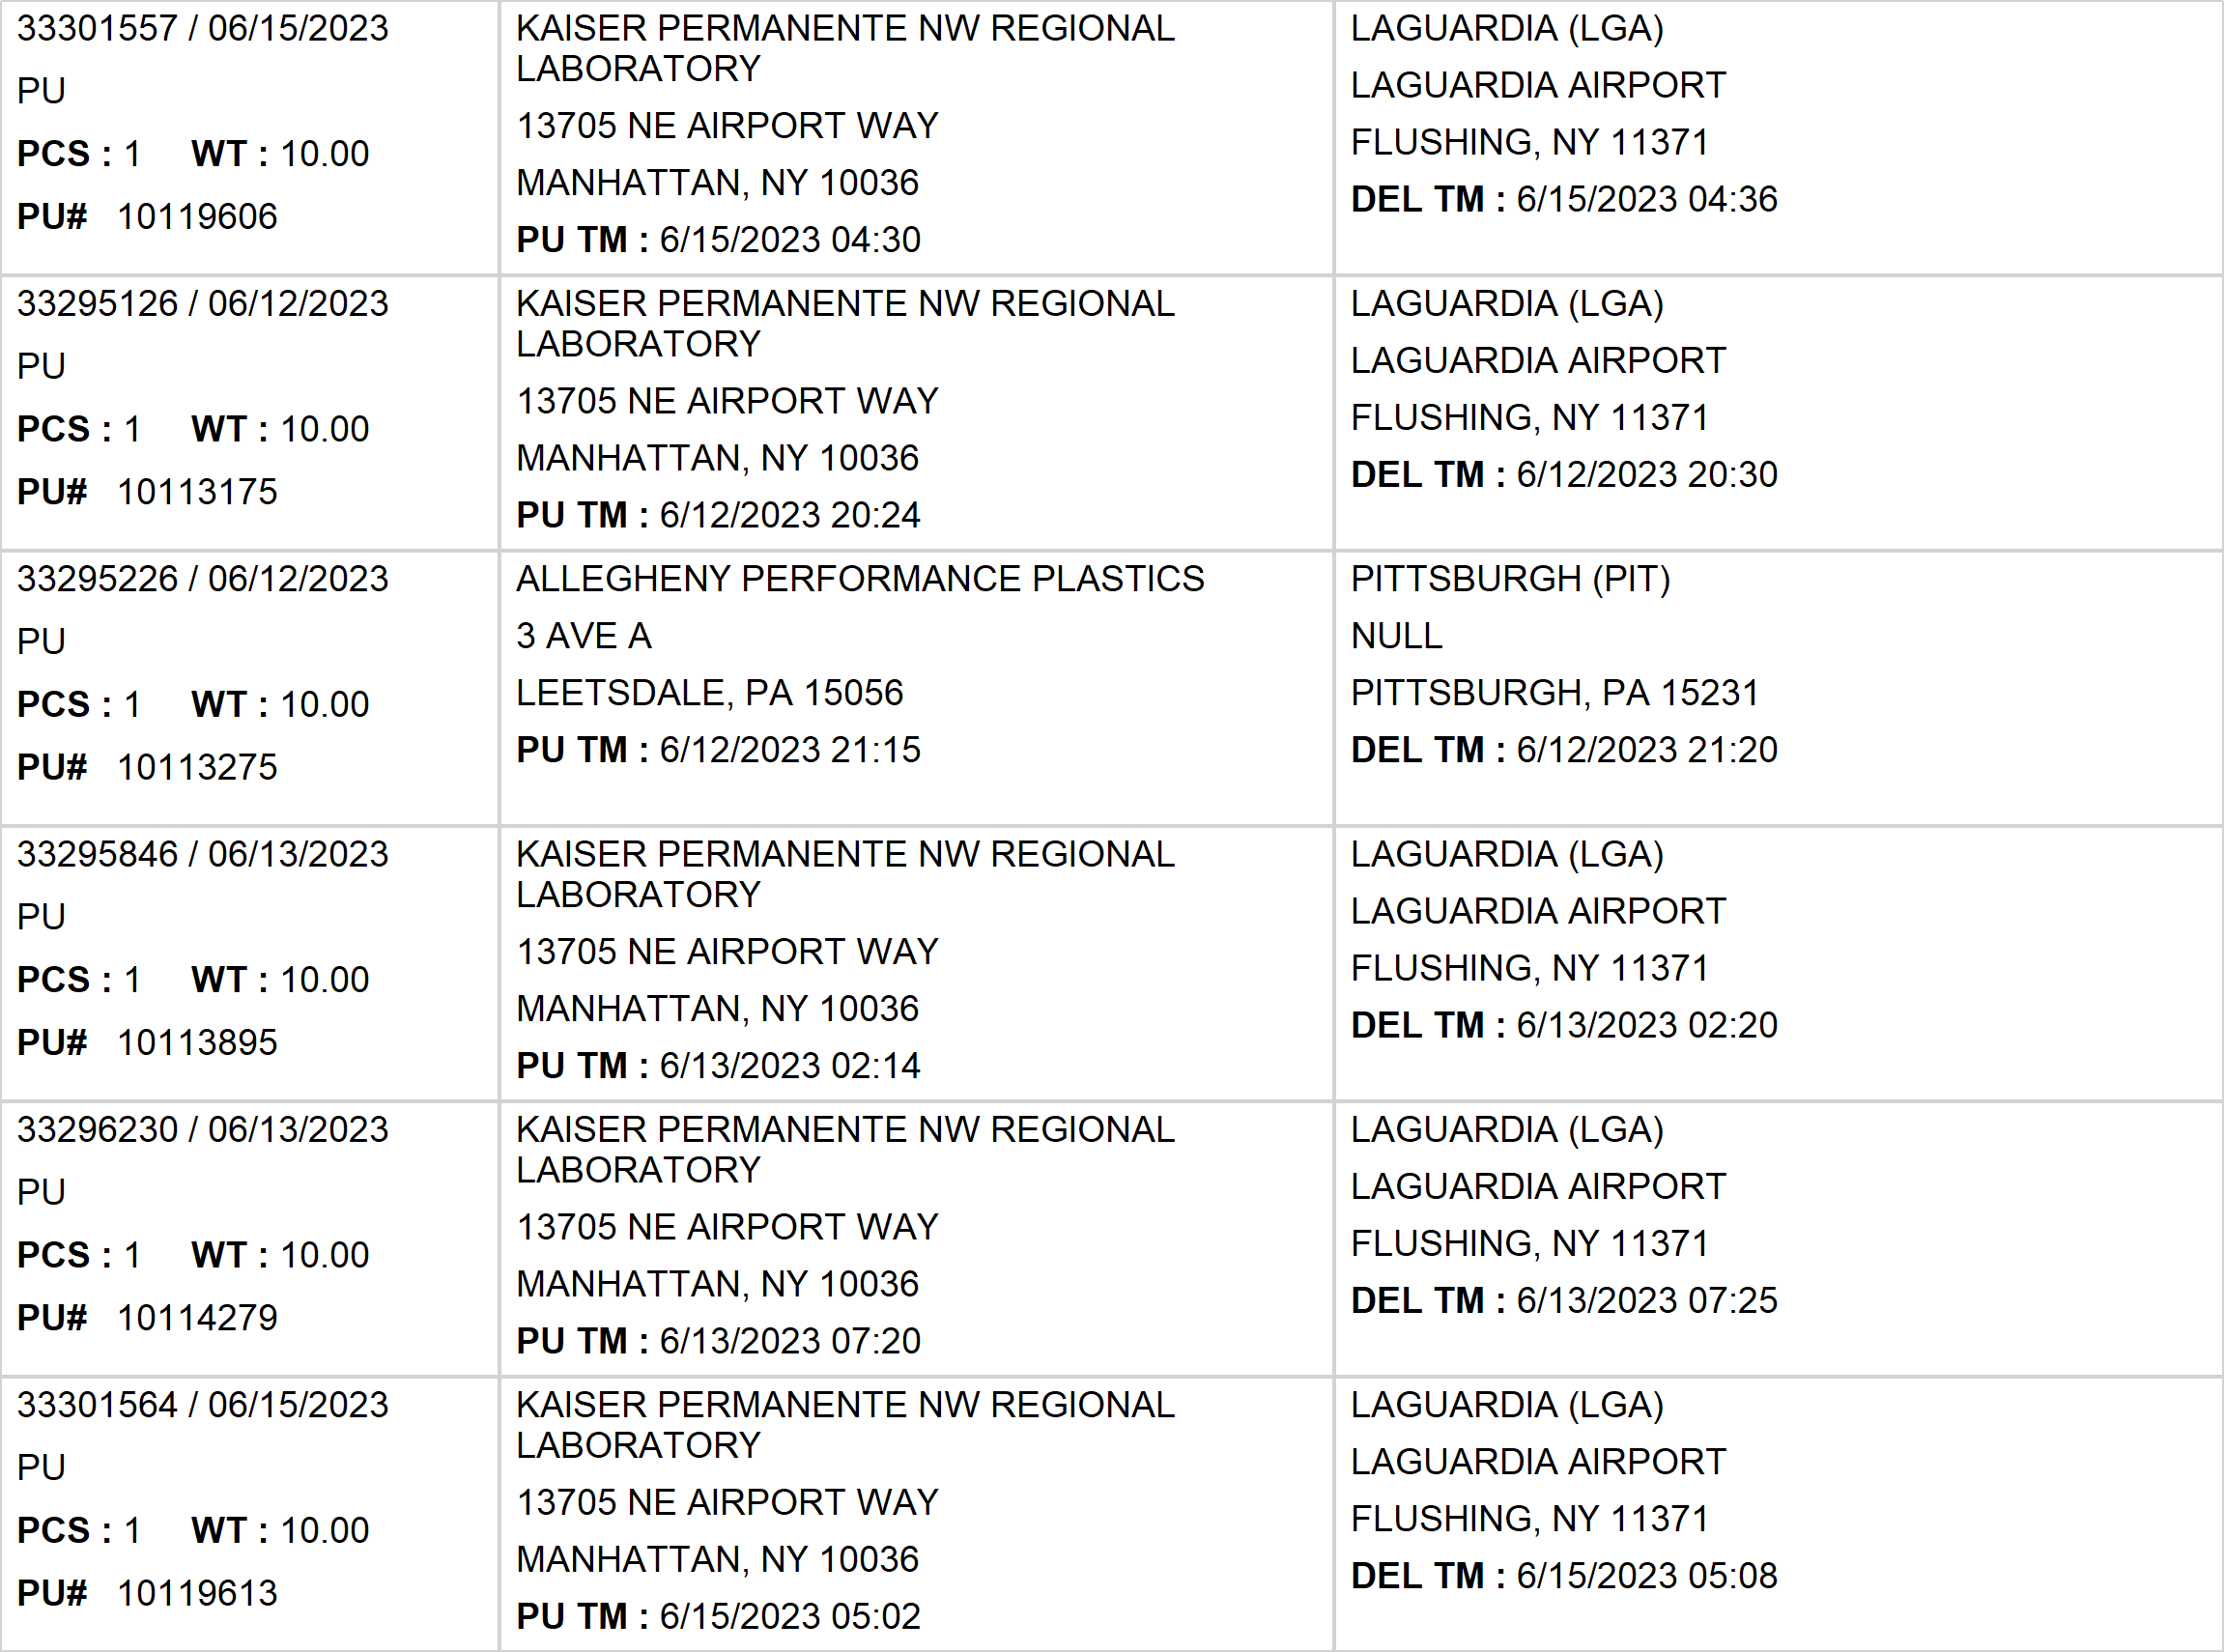 33301557 / 06/15/2023
PU
PCS : 1 WT : 10.00
PU# 10119606
KAISER PERMANENTE NW REGIONAL
LABORATORY
13705 NE AIRPORT WAY
MANHATTAN, NY 10036
PU TM : 6/15/2023 04:30
LAGUARDIA (LGA)
LAGUARDIA AIRPORT
FLUSHING, NY 11371
DEL TM : 6/15/2023 04:36
33295126 / 06/12/2023
PU
PCS : 1 WT : 10.00
PU# 10113175
KAISER PERMANENTE NW REGIONAL
LABORATORY
13705 NE AIRPORT WAY
MANHATTAN, NY 10036
PU TM : 6/12/2023 20:24
LAGUARDIA (LGA)
LAGUARDIA AIRPORT
FLUSHING, NY 11371
DEL TM : 6/12/2023 20:30
33295226 / 06/12/2023
PU
PCS : 1 WT : 10.00
PU# 10113275
ALLEGHENY PERFORMANCE PLASTICS
3 AVE A
LEETSDALE, PA 15056
PU TM : 6/12/2023 21:15
PITTSBURGH (PIT)
NULL
PITTSBURGH, PA 15231
DEL TM : 6/12/2023 21:20
33295846 / 06/13/2023
PU
PCS : 1 WT : 10.00
PU# 10113895
KAISER PERMANENTE NW REGIONAL
LABORATORY
13705 NE AIRPORT WAY
MANHATTAN, NY 10036
PU TM : 6/13/2023 02:14
LAGUARDIA (LGA)
LAGUARDIA AIRPORT
FLUSHING, NY 11371
DEL TM : 6/13/2023 02:20
33296230 / 06/13/2023
PU
PCS : 1 WT : 10.00
PU# 10114279
KAISER PERMANENTE NW REGIONAL
LABORATORY
13705 NE AIRPORT WAY
MANHATTAN, NY 10036
PU TM : 6/13/2023 07:20
LAGUARDIA (LGA)
LAGUARDIA AIRPORT
FLUSHING, NY 11371
DEL TM : 6/13/2023 07:25
33301564 / 06/15/2023
PU
PCS : 1 WT : 10.00
PU# 10119613
KAISER PERMANENTE NW REGIONAL
LABORATORY
13705 NE AIRPORT WAY
MANHATTAN, NY 10036
PU TM : 6/15/2023 05:02
LAGUARDIA (LGA)
LAGUARDIA AIRPORT
FLUSHING, NY 11371
DEL TM : 6/15/2023 05:08